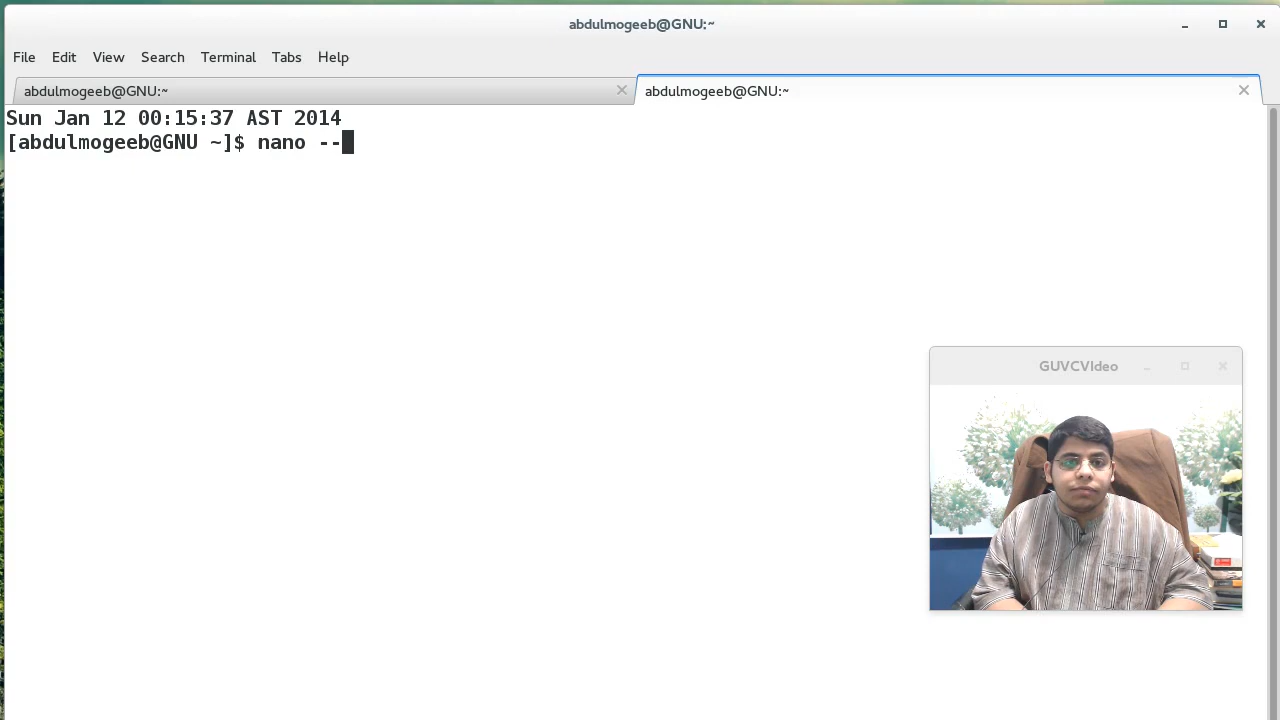 abdulmogeeb@GNU:~
File Edit View Search Terminal Tabs Help
abdulmogeeb@GNU:~
abdulmogeeb@GNU:~
Sun Jan 12 00:15:37 AST 2014
[abdulmogeeb@GNU ~]$ nano --
GUVCVIdeo